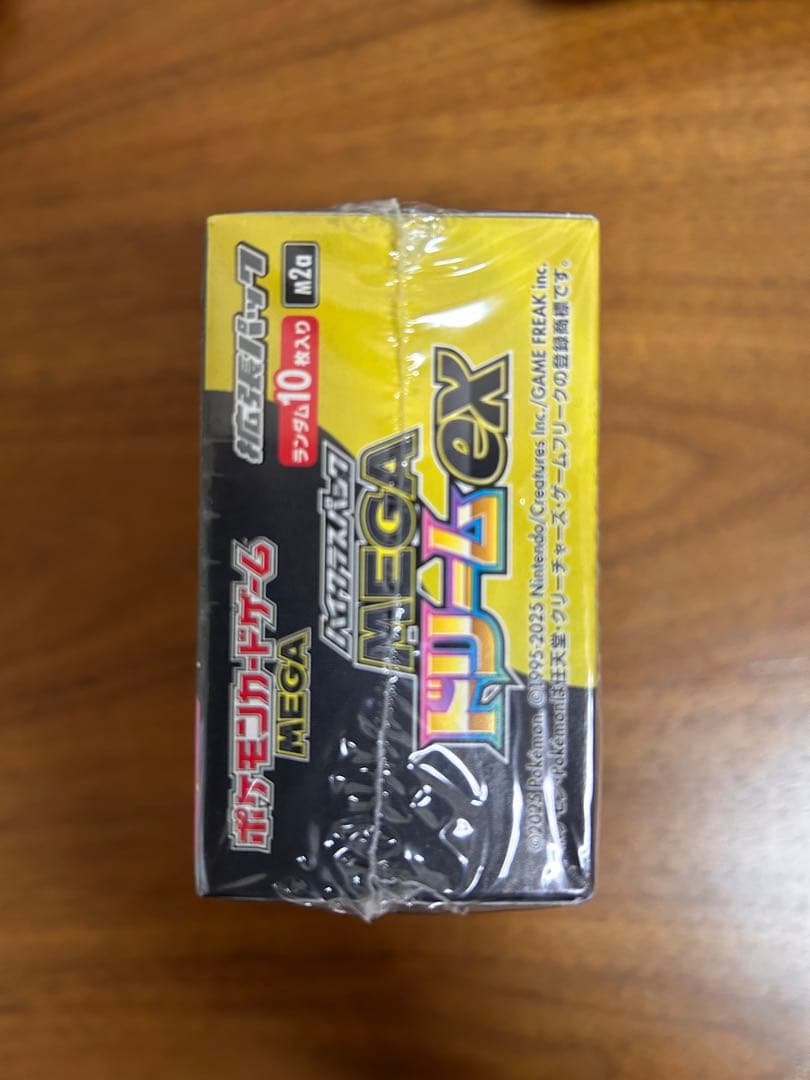 ポケモンカードゲーム
MEGA
拡張パック
ランダム10枚入り
M2a
ハイクラスパック
MEGA
ドリームex
©2025 Pokémon. ©1995-2025 Nintendo/Creatures Inc./GAME FREAK inc.
Pokémonは任天堂・クリーチャーズ・ゲームフリークの登録商標です。